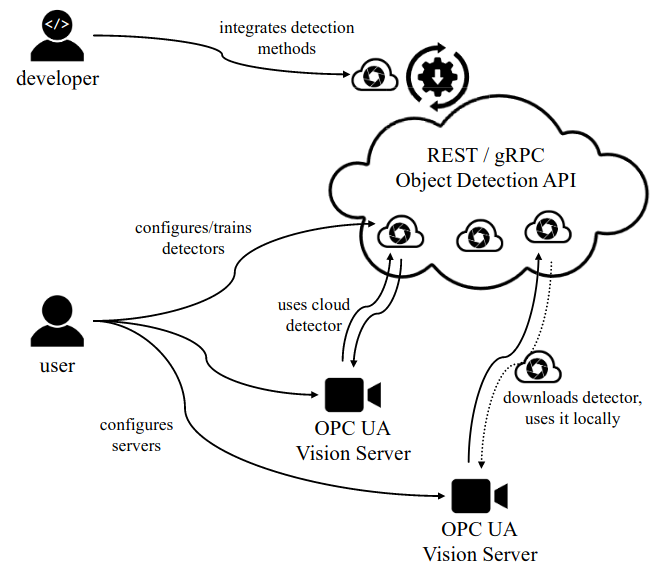 </>
developer
integrates detection
methods
REST / gRPC
Object Detection API
configures/trains
detectors
uses cloud
detector
user
downloads detector,
uses it locally
configures
servers
OPC UA
Vision Server
OPC UA
Vision Server